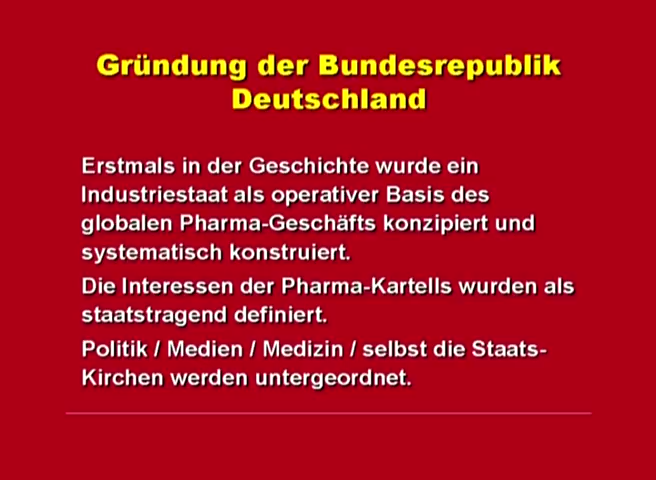 Gründung der Bundesrepublik
Deutschland
Erstmals in der Geschichte wurde ein
Industriestaat als operativer Basis des
globalen Pharma-Geschäfts konzipiert und
systematisch konstruiert.
Die Interessen der Pharma-Kartells wurden als
staatstragend definiert.
Politik / Medien / Medizin / selbst die Staats-
Kirchen werden untergeordnet.